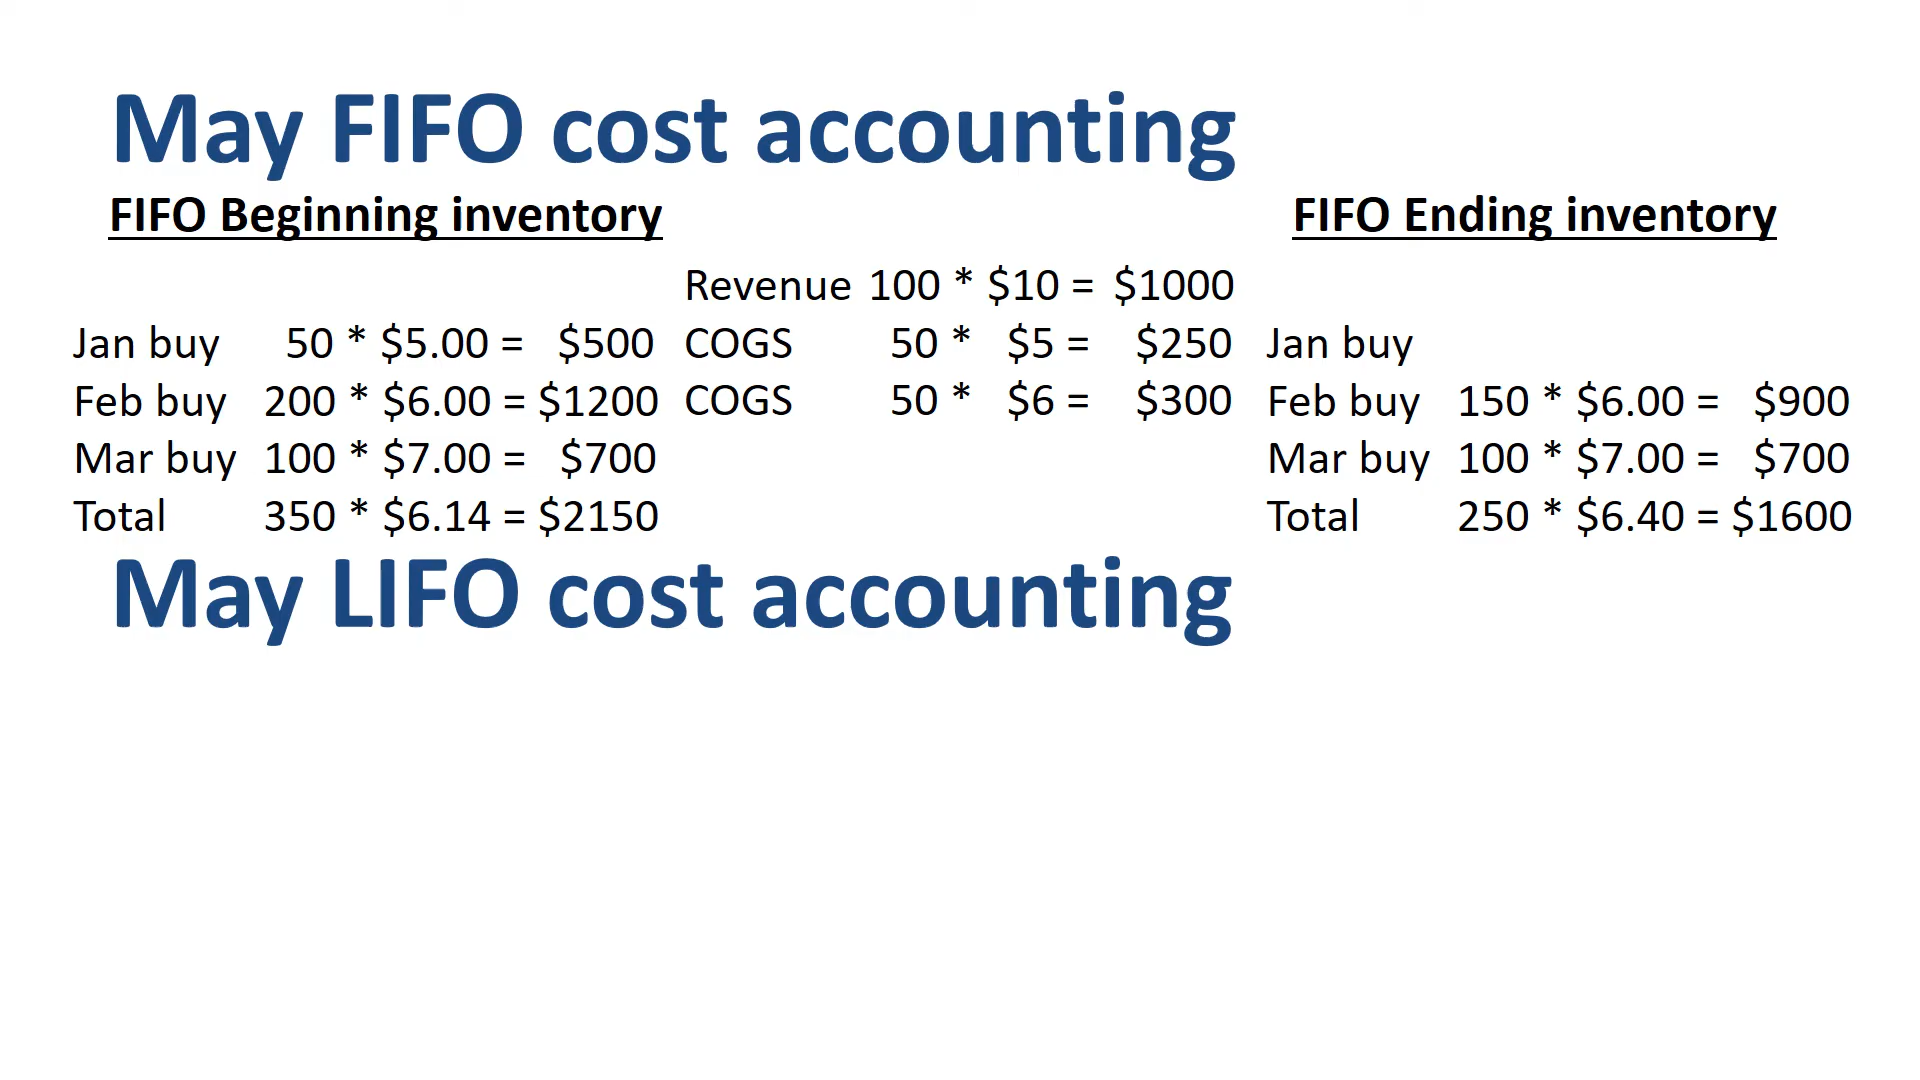 May FIFO cost accounting
FIFO Beginning inventory FIFO Ending inventory
Revenue 100 * $10 = $1000
Jan buy 50 * $5.00 = $500 COGS 50 * $5 = $250 Jan buy
Feb buy 200 * $6.00 = $1200 COGS 50 * $6 = $300 Feb buy 150 * $6.00 = $900
Mar buy 100 * $7.00 = $700 Mar buy 100 * $7.00 = $700
Total 350 * $6.14 = $2150 Total 250 * $6.40 = $1600
May LIFO cost accounting